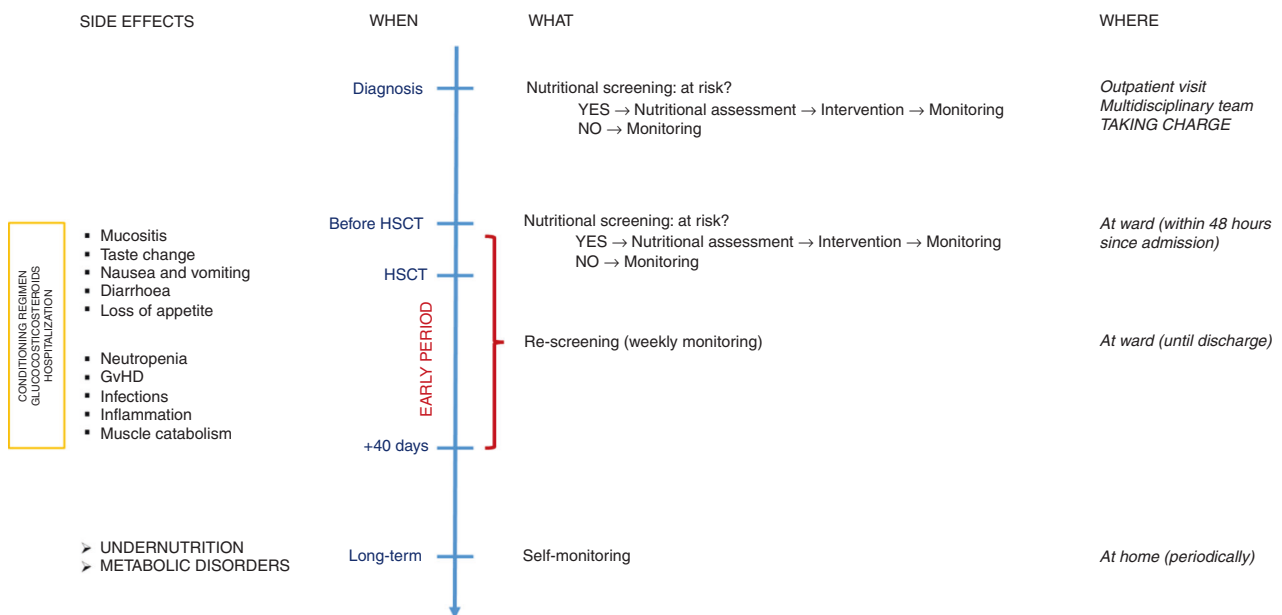 SIDE EFFECTS
WHEN
WHAT
WHERE
Diagnosis
Nutritional screening: at risk?
YES → Nutritional assessment → Intervention → Monitoring
NO → Monitoring
Outpatient visit
Multidisciplinary team
TAKING CHARGE
CONDITIONING REGIMEN
GLUCOCOSTICOSTEROIDS
HOSPITALIZATION
▪ Mucositis
▪ Taste change
▪ Nausea and vomiting
▪ Diarrhoea
▪ Loss of appetite
▪ Neutropenia
▪ GvHD
▪ Infections
▪ Inflammation
▪ Muscle catabolism
Before HSCT
Nutritional screening: at risk?
YES → Nutritional assessment → Intervention → Monitoring
NO → Monitoring
At ward (within 48 hours
since admission)
HSCT
EARLY PERIOD
Re-screening (weekly monitoring)
At ward (until discharge)
+40 days
➢ UNDERNUTRITION
➢ METABOLIC DISORDERS
Long-term
Self-monitoring
At home (periodically)